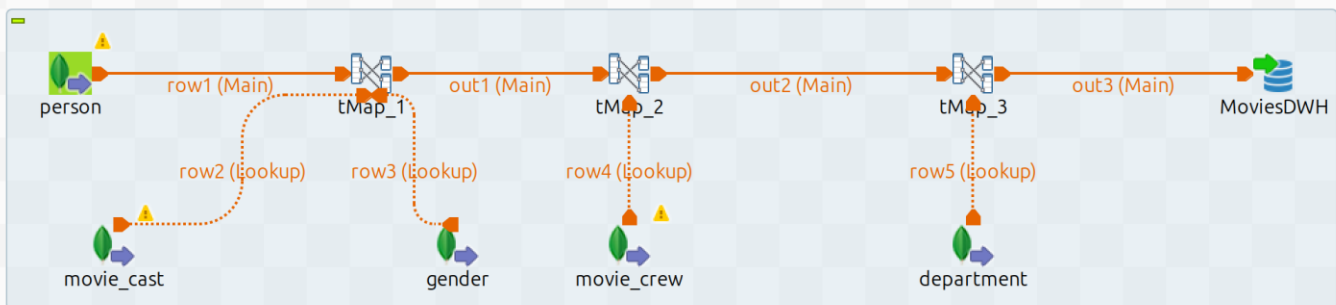 row1 (Main)
out1 (Main)
out2 (Main)
out3 (Main)
person
tMap_1
tMap_2
tMap_3
MoviesDWH
row2 (Lookup)
row3 (Lookup)
row4 (Lookup)
row5 (Lookup)
movie_cast
gender
movie_crew
department